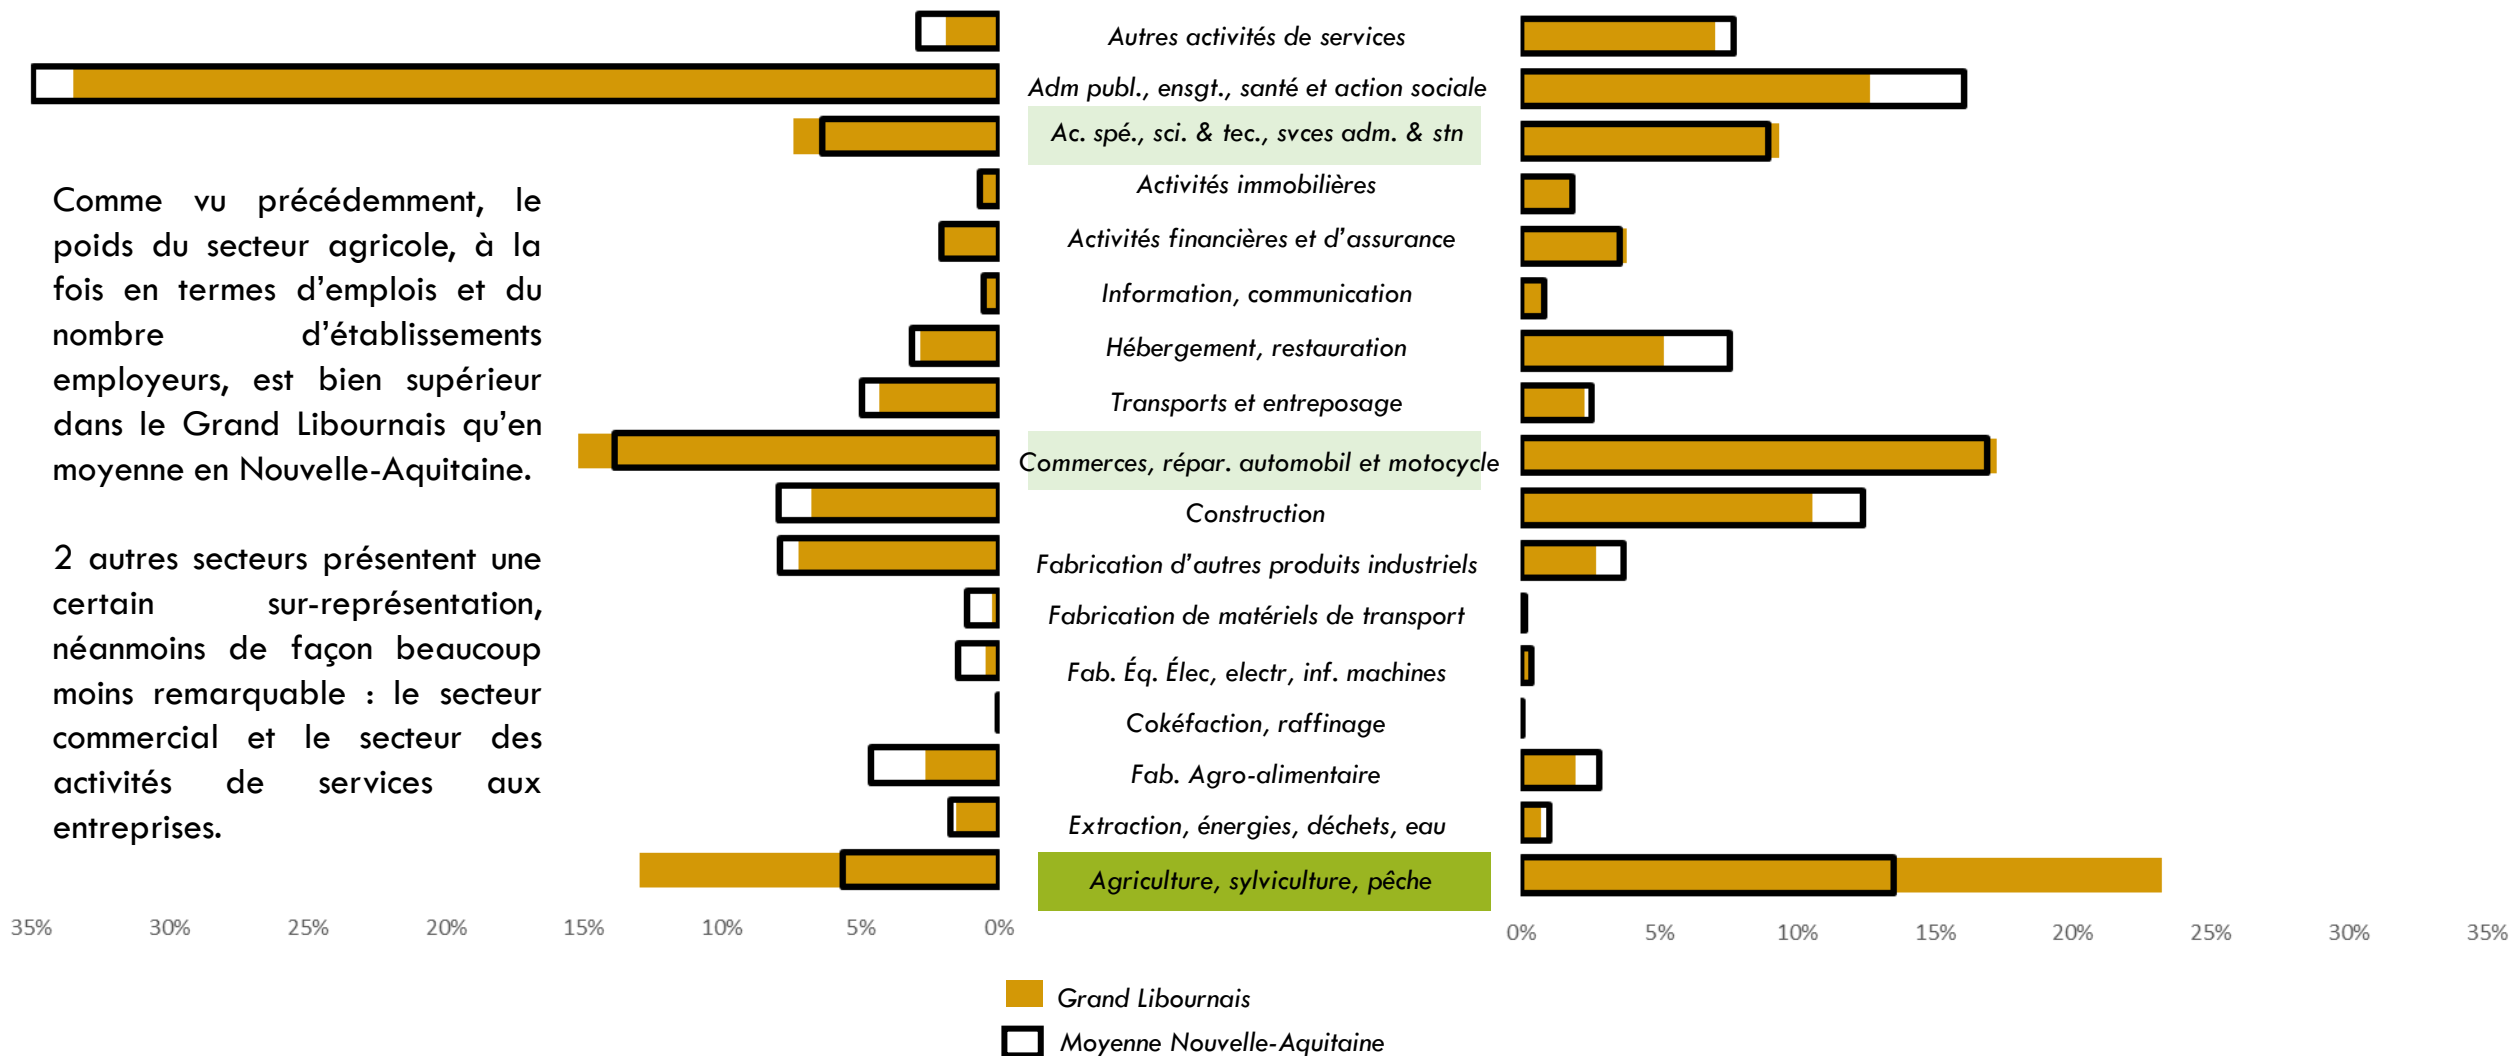 Comme vu précédemment, le
poids du secteur agricole, à la
fois en termes d'emplois et du
nombre d'établissements
employeurs, est bien supérieur
dans le Grand Libournais qu'en
moyenne en Nouvelle-Aquitaine.
2 autres secteurs présentent une
certain sur-représentation,
néanmoins de façon beaucoup
moins remarquable : le secteur
commercial et le secteur des
activités de services aux
entreprises.
Autres activités de services
Adm publ., ensgt., santé et action sociale
Ac. spé., sci. & tec., svces adm. & stn
Activités immobilières
Activités financières et d'assurance
Information, communication
Hébergement, restauration
Transports et entreposage
Commerces, répar. automobil et motocycle
Construction
Fabrication d'autres produits industriels
Fabrication de matériels de transport
Fab. Éq. Élec, electr, inf. machines
Cokéfaction, raffinage
Fab. Agro-alimentaire
Extraction, énergies, déchets, eau
Agriculture, sylviculture, pêche
35% 30% 25% 20% 15% 10% 5% 0%
0% 5% 10% 15% 20% 25% 30% 35%
Grand Libournais
Moyenne Nouvelle-Aquitaine